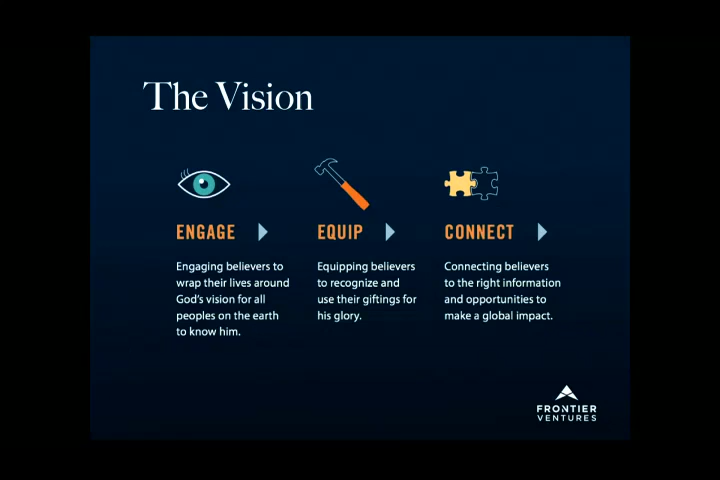 The Vision
ENGAGE
Engaging believers to
wrap their lives around
God's vision for all
peoples on the earth
to know him.
EQUIP
Equipping believers
to recognize and
use their giftings for
his glory.
CONNECT
Connecting believers
to the right information
and opportunities to
make a global impact.
FRONTIER
VENTURES